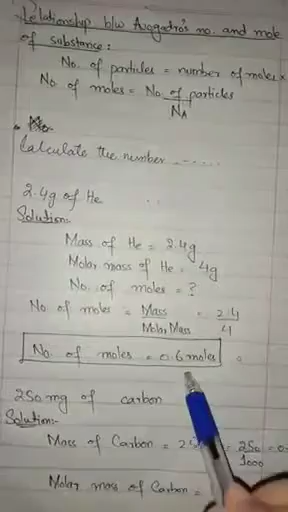 Relationship b/w Avogadro's no. and mole
of substance:
No. of particles = number of moles ×
No. of moles = No. of particles
NA
Calculate the number ------
2.4g of He
Solution:-
Mass of He = 2.4g
Molar mass of He = 4g
No. of moles = ?
No. of moles = Mass = 2.4
Molar Mass 4
No. of moles = 0.6 moles
250 mg of carbon
Solution:-
Mass of Carbon = = 250 =
1000
Molar mass of Carbon =